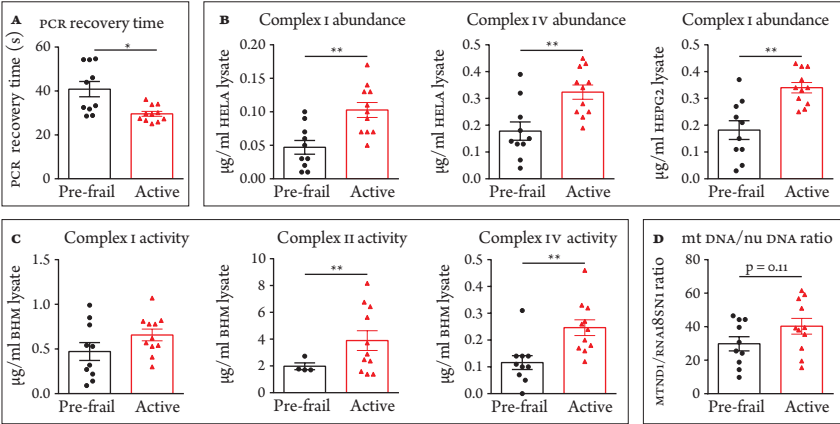 A PCR recovery time
PCR recovery time (s)
60
40
20
0
*
Pre-frail Active
B Complex I abundance
µg/ml HELA lysate
0.20
0.15
0.10
0.05
0.00
**
Pre-frail Active
Complex IV abundance
µg/ml HELA lysate
0.5
0.4
0.3
0.2
0.1
0.0
**
Pre-frail Active
Complex I abundance
µg/ml HEPG2 lysate
0.5
0.4
0.3
0.2
0.1
0.0
**
Pre-frail Active
C Complex I activity
µg/ml BHM lysate
1.5
1.0
0.5
0.0
Pre-frail Active
Complex II activity
µg/ml BHM lysate
10
8
6
4
2
0
**
Pre-frail Active
Complex IV activity
µg/ml BHM lysate
0.5
0.4
0.3
0.2
0.1
0.0
**
Pre-frail Active
D mt DNA/nu DNA ratio
MTND1/RNA18SN1 ratio
80
60
40
20
0
p = 0.11
Pre-frail Active